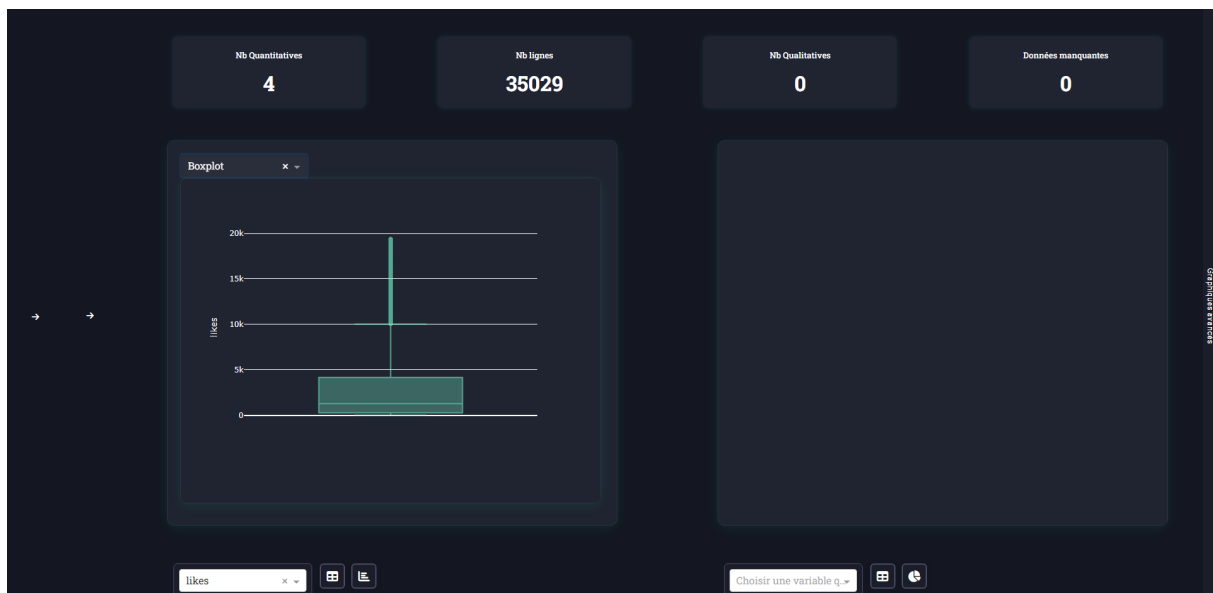 Nb Quantitatives
4
Nb lignes
35029
Nb Qualitatives
0
Données manquantes
0
Boxplot
20k
15k
10k
5k
0
likes
Graphiques avancés
likes
Choisir une variable q...